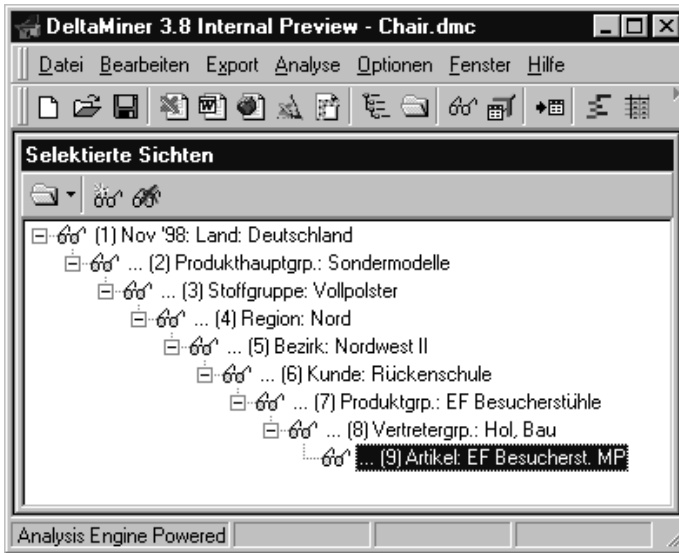 DeltaMiner 3.8 Internal Preview - Chair.dmc
Datei Bearbeiten Export Analyse Optionen Fenster Hilfe
Selektierte Sichten
(1) Nov '98: Land: Deutschland
... (2) Produkthauptgrp.: Sondermodelle
... (3) Stoffgruppe: Vollpolster
... (4) Region: Nord
... (5) Bezirk: Nordwest II
... (6) Kunde: Rückenschule
... (7) Produktgrp.: EF Besucherstühle
... (8) Vertretergrp.: Hol, Bau
... (9) Artikel: EF Besucherst. MP
Analysis Engine Powered